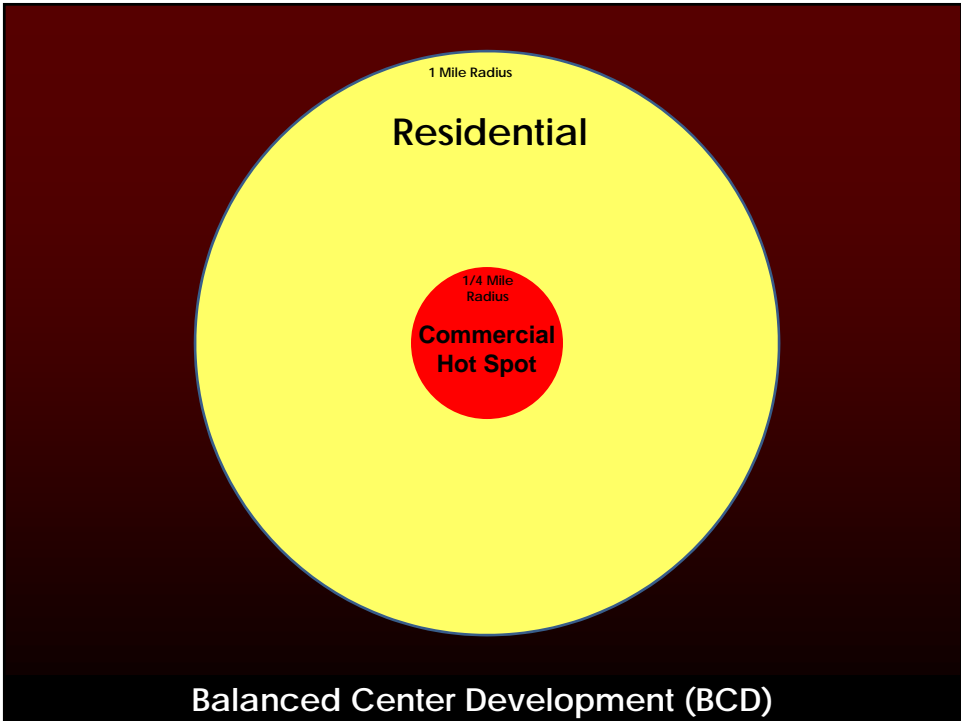 1 Mile Radius
Residential
1/4 Mile
Radius
Commercial
Hot Spot
Balanced Center Development (BCD)